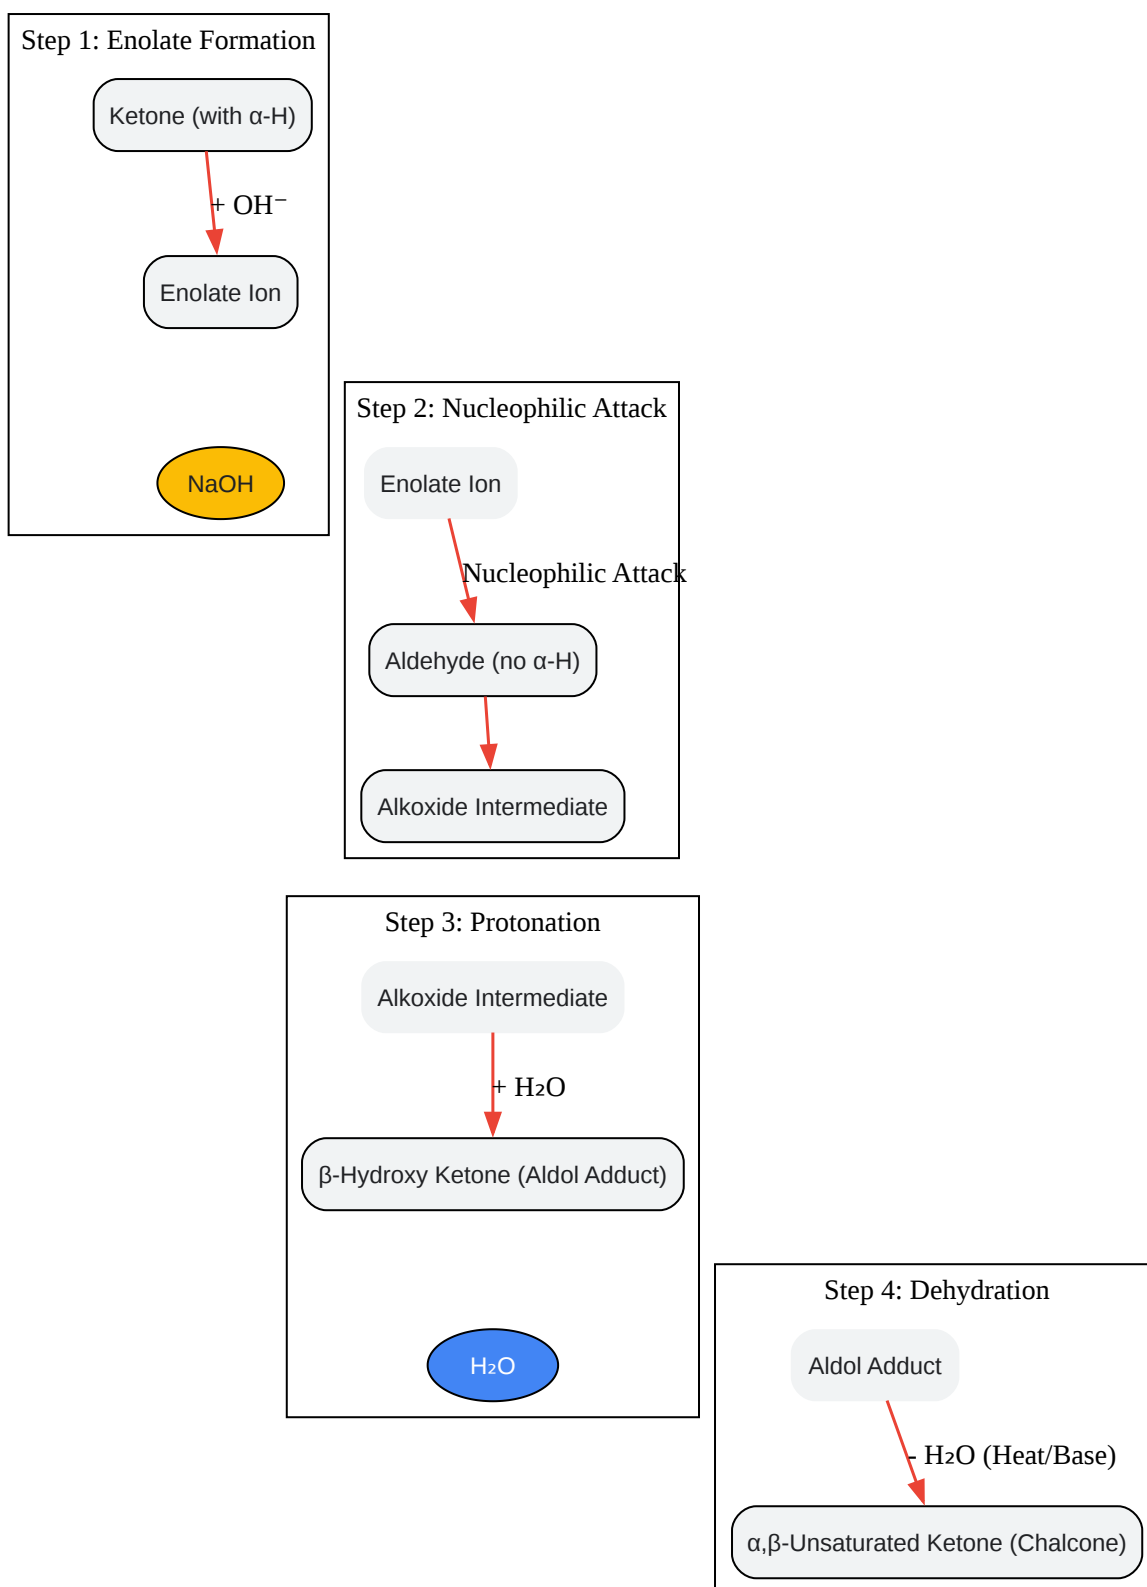 Step 1: Enolate Formation
Ketone (with α-H)
+ OH⁻
Enolate Ion
NaOH
Step 2: Nucleophilic Attack
Enolate Ion
Nucleophilic Attack
Aldehyde (no α-H)
Alkoxide Intermediate
Step 3: Protonation
Alkoxide Intermediate
+ H₂O
β-Hydroxy Ketone (Aldol Adduct)
H₂O
Step 4: Dehydration
Aldol Adduct
- H₂O (Heat/Base)
α,β-Unsaturated Ketone (Chalcone)